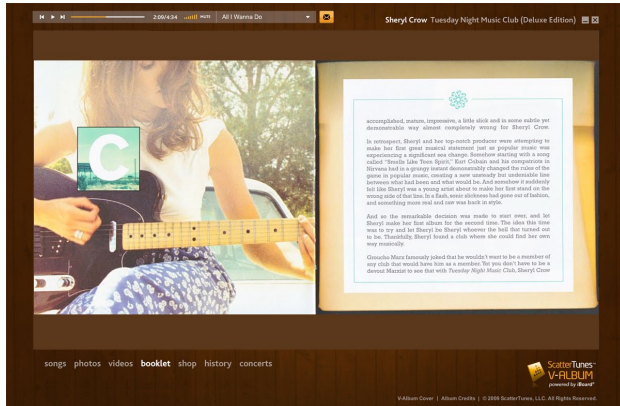 2:09/4:34 MUTE All I Wanna Do
Sheryl Crow Tuesday Night Music Club (Deluxe Edition)
C
accomplished, mature, impressive, a little slick and in some subtle yet
demonstrable way almost completely wrong for Sheryl Crow.
In retrospect, Sheryl and her top-notch producer were attempting to
make her first great musical statement just as popular music was
experiencing a significant sea change. Somehow starting with a song
called "Smells Like Teen Spirit," Kurt Cobain and his compatriots in
Nirvana had in a grungy instant demonstrably changed the rules of the
game in popular music, creating a new unsteady but undeniable line
between what had been and what would be. And somehow it suddenly
felt like Sheryl was a young artist about to make her first stand on the
wrong side of that line. In a flash, sonic slickness had gone out of fashion,
and something more real and raw was back in style.
And so the remarkable decision was made to start over, and let
Sheryl make her first album for the second time. The idea this time
was to try and let Sheryl be Sheryl whoever the hell that turned out
to be. Thankfully, Sheryl found a club where she could find her own
way musically.
Groucho Marx famously joked that he wouldn't want to be a member of
any club that would have him as a member. Yet you don't have to be a
devout Marxist to see that with Tuesday Night Music Club, Sheryl Crow
songs photos videos booklet shop history concerts
ScatterTunes™
V-ALBUM
powered by iBoard®
V-Album Cover | Album Credits | © 2009 ScatterTunes, LLC. All Rights Reserved.